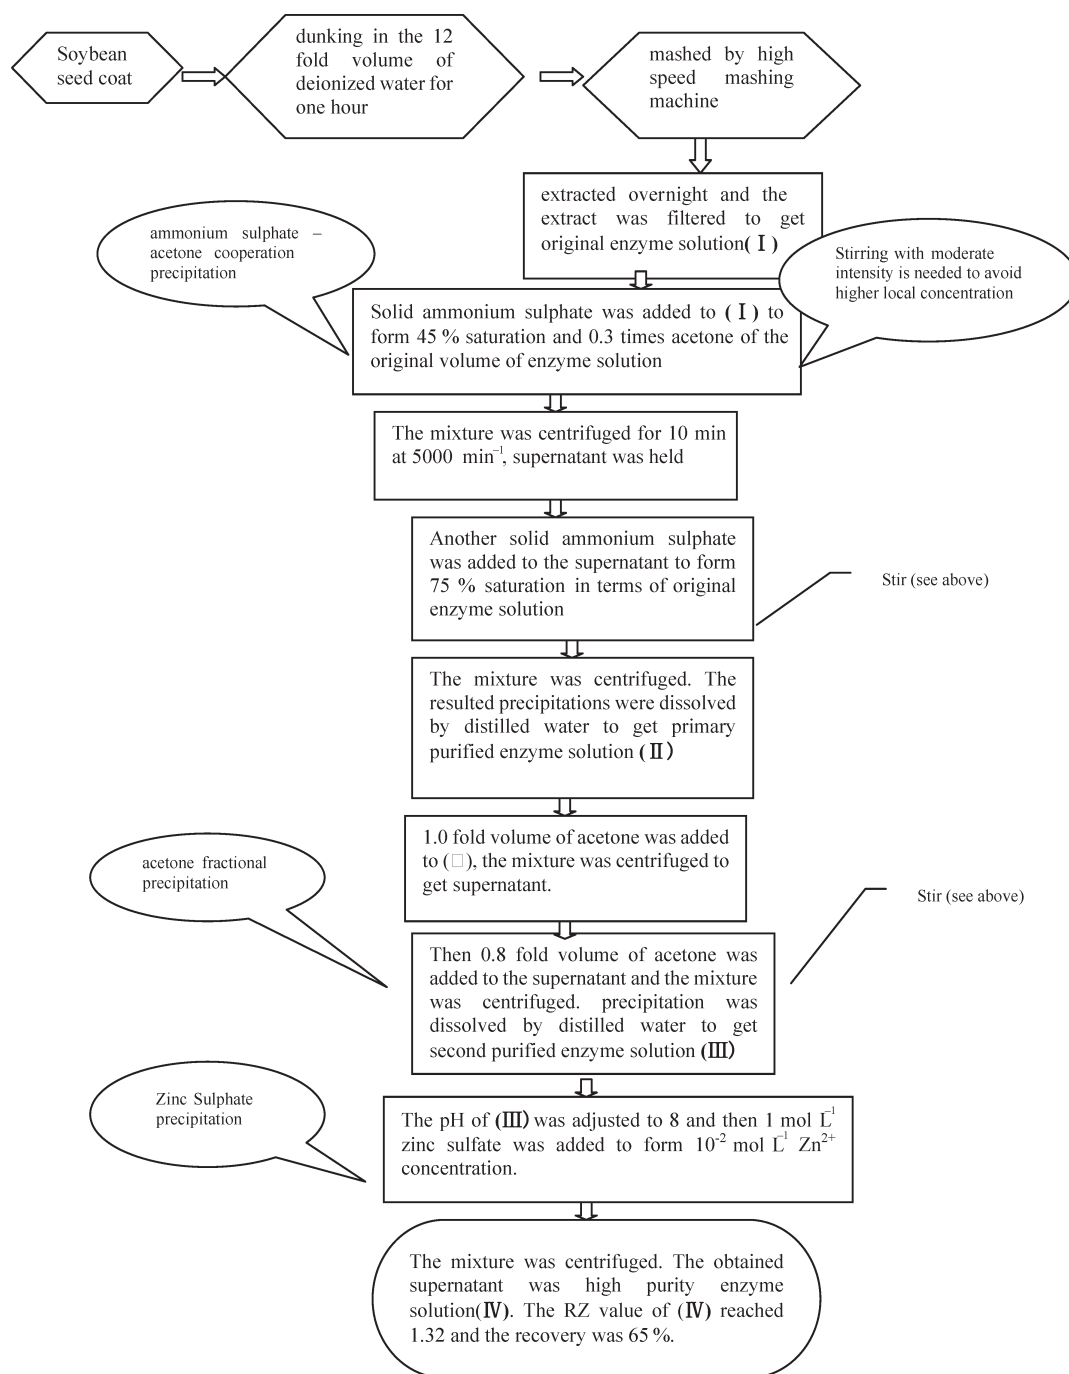 Soybean
seed coat
dunking in the 12
fold volume of
deionized water for
one hour
mashed by high
speed mashing
machine
extracted overnight and the
extract was filtered to get
original enzyme solution(Ⅰ)
ammonium sulphate –
acetone cooperation
precipitation
Stirring with moderate
intensity is needed to avoid
higher local concentration
Solid ammonium sulphate was added to (Ⅰ) to
form 45 % saturation and 0.3 times acetone of the
original volume of enzyme solution
The mixture was centrifuged for 10 min
at 5000 min⁻¹, supernatant was held
Another solid ammonium sulphate
was added to the supernatant to form
75 % saturation in terms of original
enzyme solution
Stir (see above)
The mixture was centrifuged. The
resulted precipitations were dissolved
by distilled water to get primary
purified enzyme solution (Ⅱ)
1.0 fold volume of acetone was added
to (□), the mixture was centrifuged to
get supernatant.
acetone fractional
precipitation
Stir (see above)
Then 0.8 fold volume of acetone was
added to the supernatant and the mixture
was centrifuged. precipitation was
dissolved by distilled water to get
second purified enzyme solution (Ⅲ)
Zinc Sulphate
precipitation
The pH of (Ⅲ) was adjusted to 8 and then 1 mol L⁻¹
zinc sulfate was added to form 10⁻² mol L⁻¹ Zn²⁺
concentration.
The mixture was centrifuged. The obtained
supernatant was high purity enzyme
solution(Ⅳ). The RZ value of (Ⅳ) reached
1.32 and the recovery was 65 %.